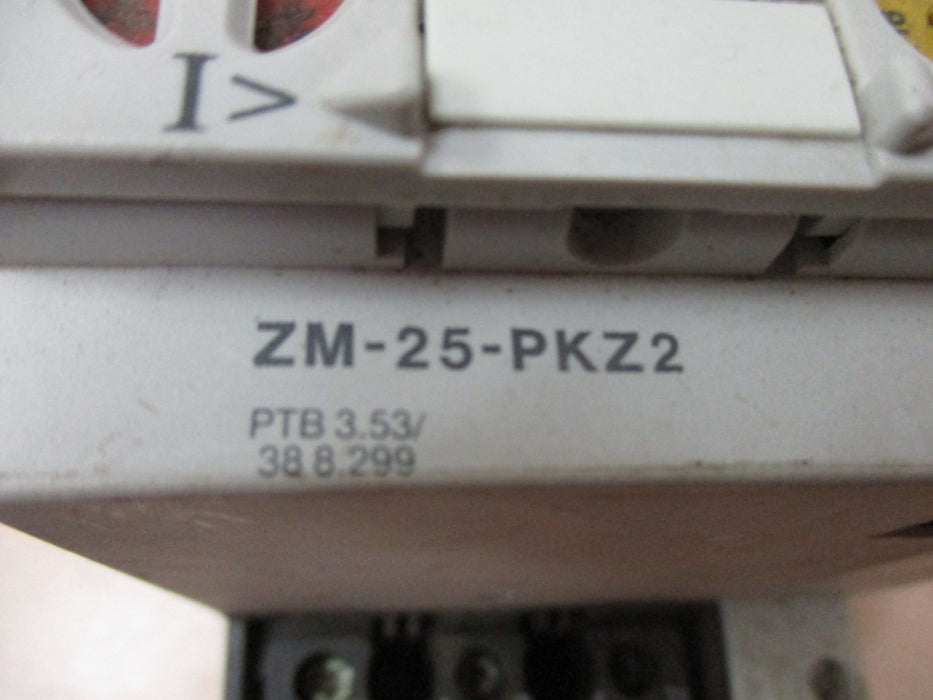 I>
ZM-25-PKZ2
PTB 3.53/
38 8.299